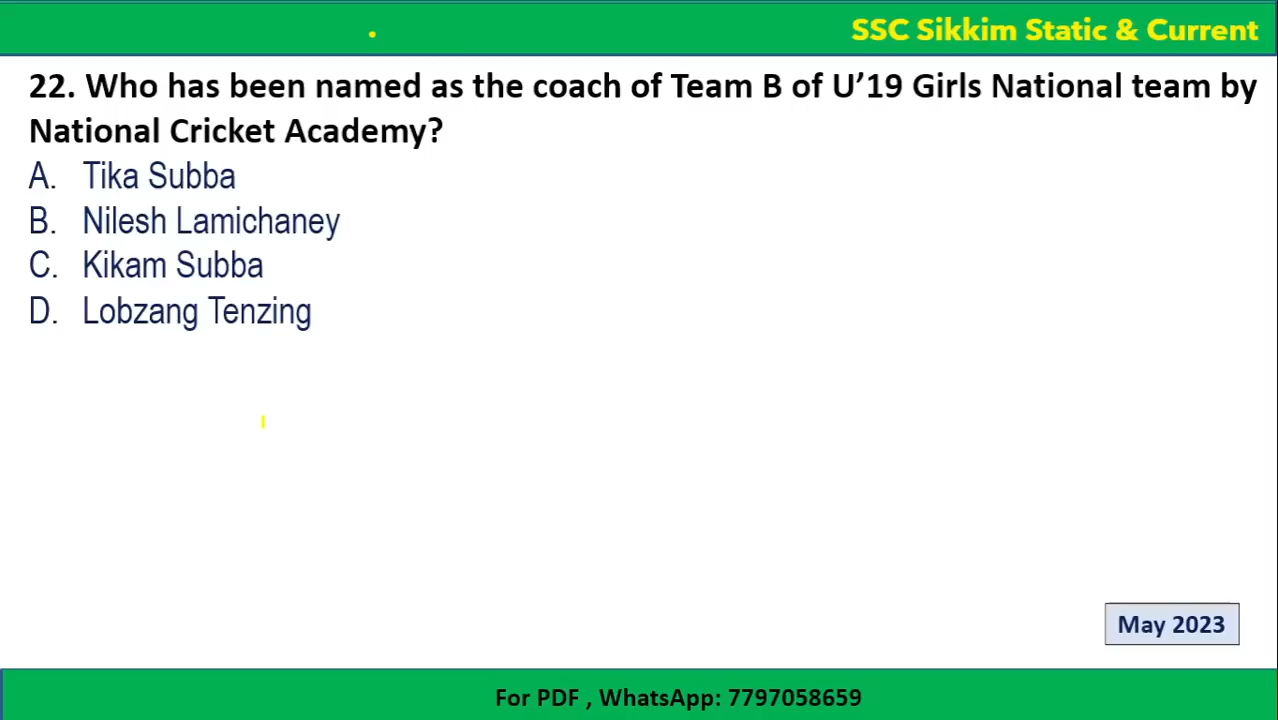 SSC Sikkim Static & Current
22. Who has been named as the coach of Team B of U’19 Girls National team by
National Cricket Academy?
A. Tika Subba
B. Nilesh Lamichaney
C. Kikam Subba
D. Lobzang Tenzing
May 2023
For PDF , WhatsApp: 7797058659